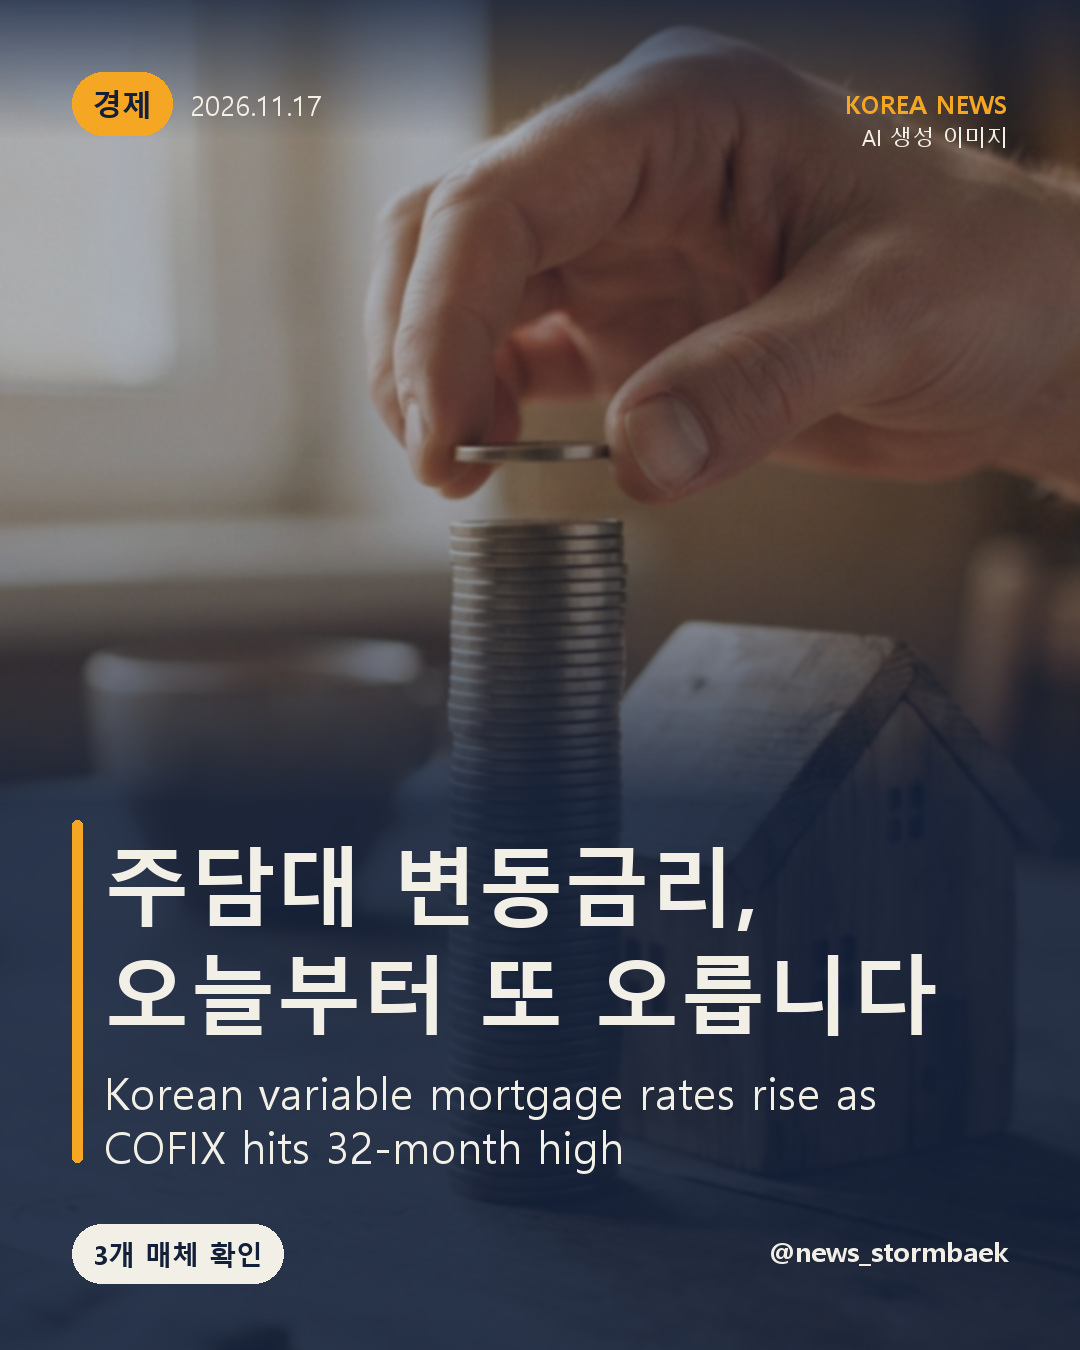 경제
2026.11.17
KOREA NEWS
AI 생성 이미지
주담대 변동금리,
오늘부터 또 오릅니다
Korean variable mortgage rates rise as
COFIX hits 32-month high
3개 매체 확인
@news_stormbaek